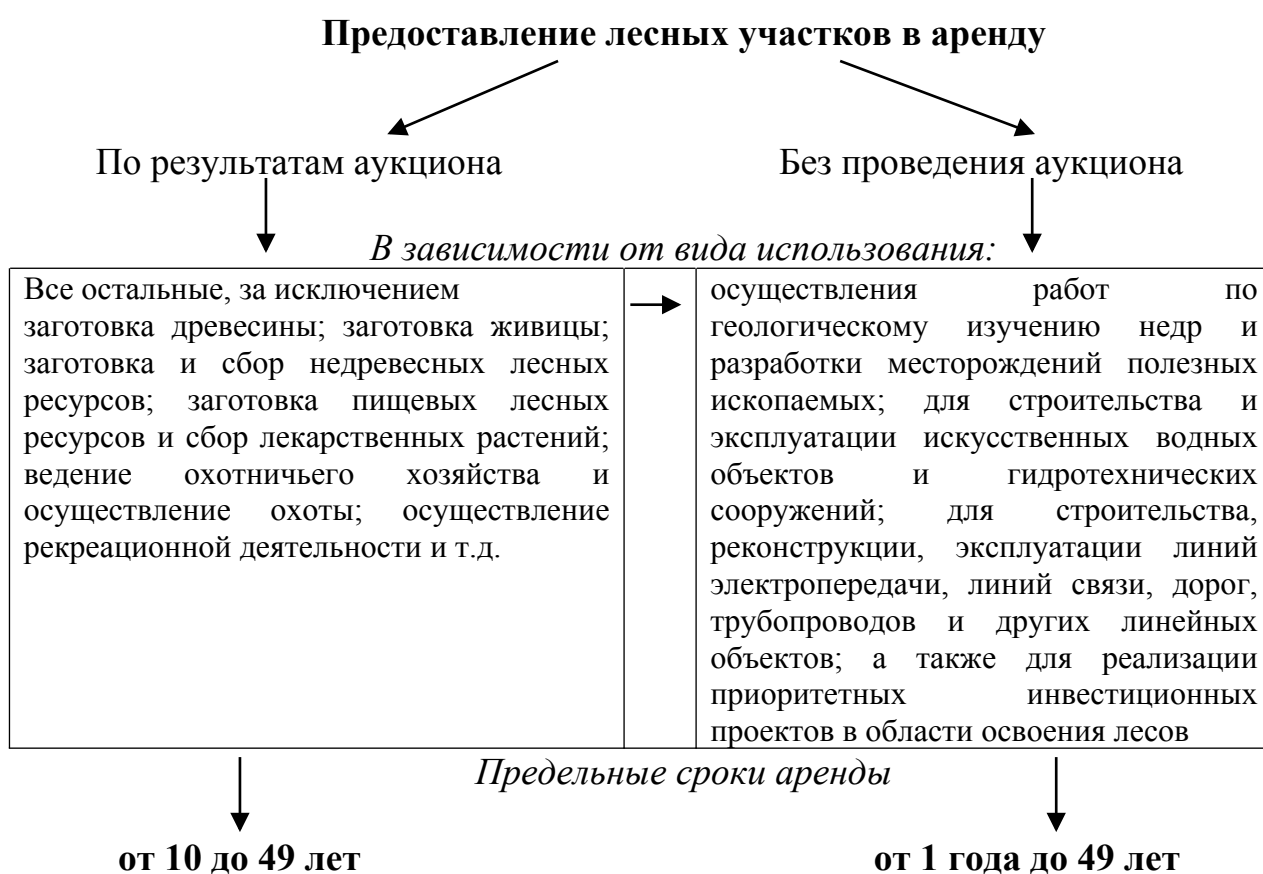 Предоставление лесных участков в аренду
По результатам аукциона
Без проведения аукциона
В зависимости от вида использования:
Все остальные, за исключением
заготовка древесины; заготовка живицы;
заготовка и сбор недревесных лесных
ресурсов; заготовка пищевых лесных
ресурсов и сбор лекарственных растений;
ведение охотничьего хозяйства и
осуществление охоты; осуществление
рекреационной деятельности и т.д.
осуществления работ по
геологическому изучению недр и
разработки месторождений полезных
ископаемых; для строительства и
эксплуатации искусственных водных
объектов и гидротехнических
сооружений; для строительства,
реконструкции, эксплуатации линий
электропередачи, линий связи, дорог,
трубопроводов и других линейных
объектов; а также для реализации
приоритетных инвестиционных
проектов в области освоения лесов
Предельные сроки аренды
от 10 до 49 лет
от 1 года до 49 лет